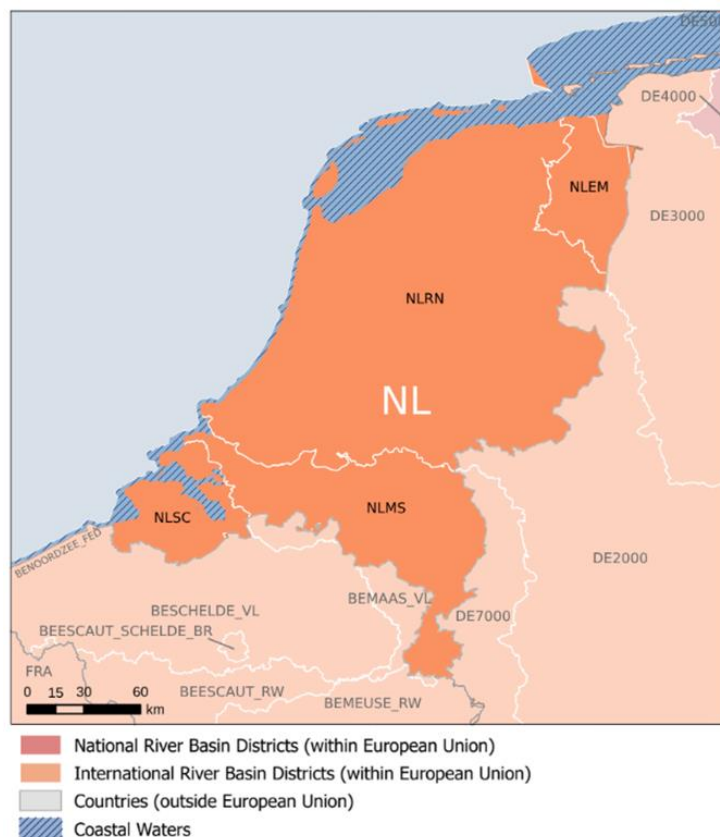 DE500
DE4000
NLEM
DE3000
NLRN
NL
NLSC
NLMS
BENOORDZEE_FED
DE2000
BESCHELDE_VL
BEMAAS_VL
DE7000
BEESCAUT_SCHELDE_BR
FRA
BEESCAUT_RW
BEMEUSE_RW
0 15 30 60
km
National River Basin Districts (within European Union)
International River Basin Districts (within European Union)
Countries (outside European Union)
Coastal Waters